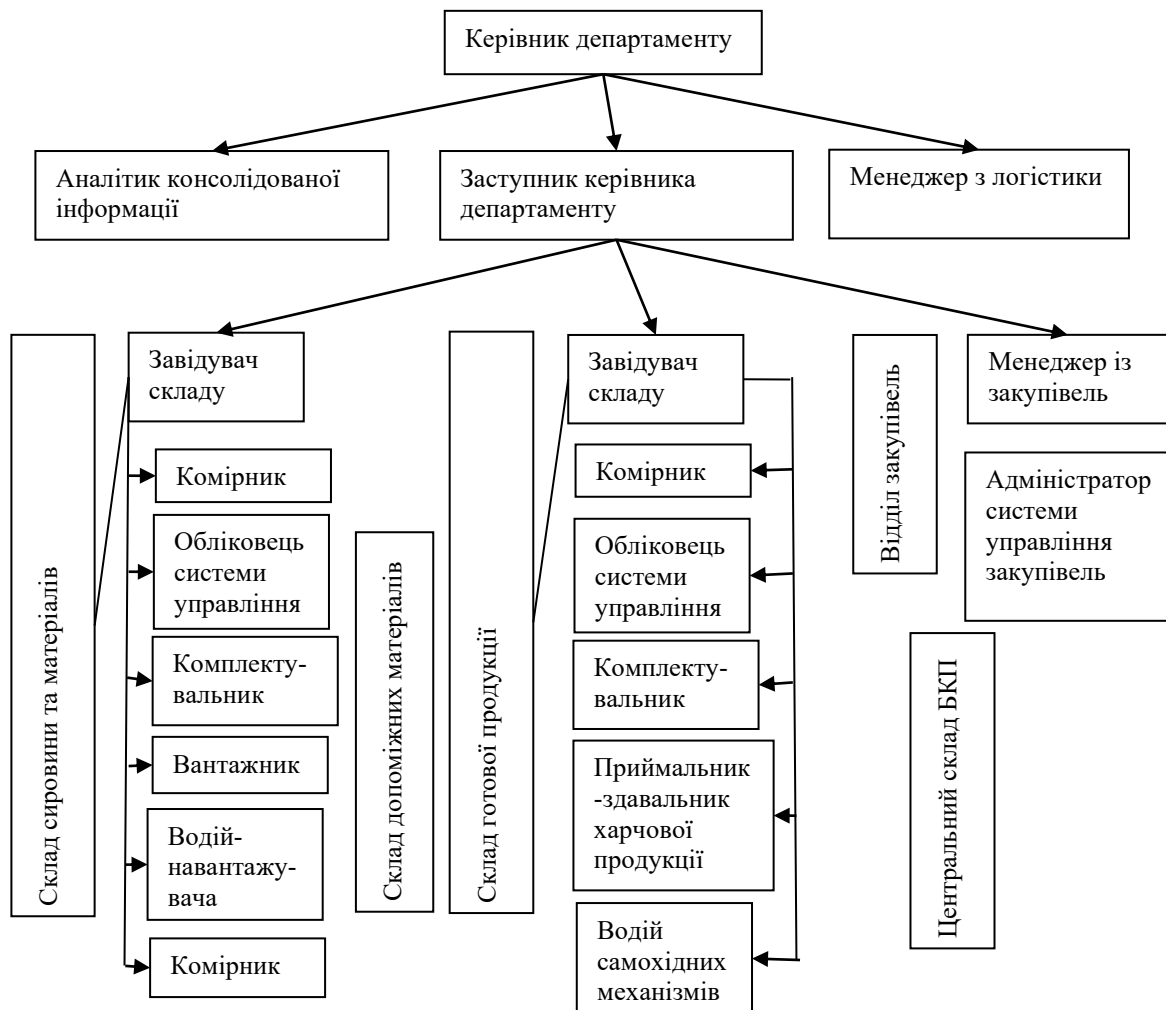 Керівник департаменту
Аналітик консолідованої
інформації
Заступник керівника
департаменту
Менеджер з логістики
Склад сировини та матеріалів
Завідувач
складу
Комірник
Обліковець
системи
управління
Комплекту-
вальник
Вантажник
Водій-
навантажу-
вача
Комірник
Склад допоміжних матеріалів
Склад готової продукції
Завідувач
складу
Комірник
Обліковець
системи
управління
Комплекту-
вальник
Приймальник
-здавальник
харчової
продукції
Водій
самохідних
механізмів
Відділ закупівель
Менеджер із
закупівель
Адміністратор
системи
управління
закупівель
Центральний склад БКП